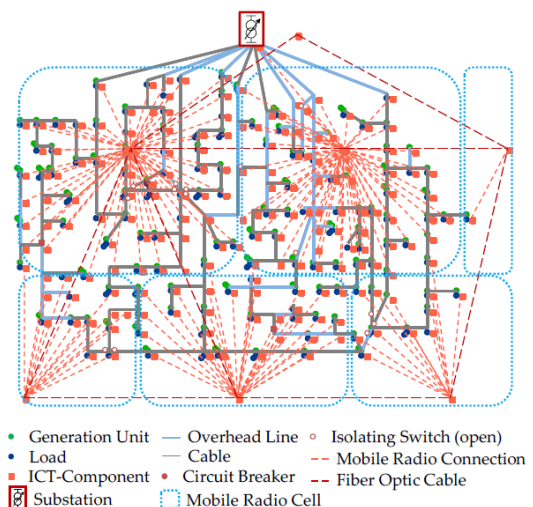 Generation Unit
Overhead Line
Isolating Switch (open)
Load
Cable
Mobile Radio Connection
ICT-Component
Circuit Breaker
Fiber Optic Cable
Substation
Mobile Radio Cell